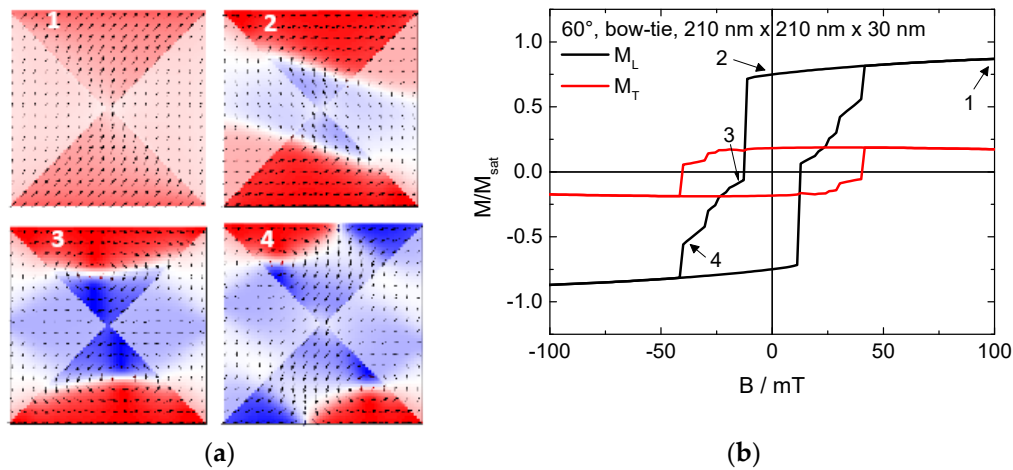 1
2
3
4
(a)
60°, bow-tie, 210 nm x 210 nm x 30 nm
M_L
M_T
2
1
3
4
1.0
0.5
0.0
-0.5
-1.0
M/M_sat
-100 -50 0 50 100
B / mT
(b)